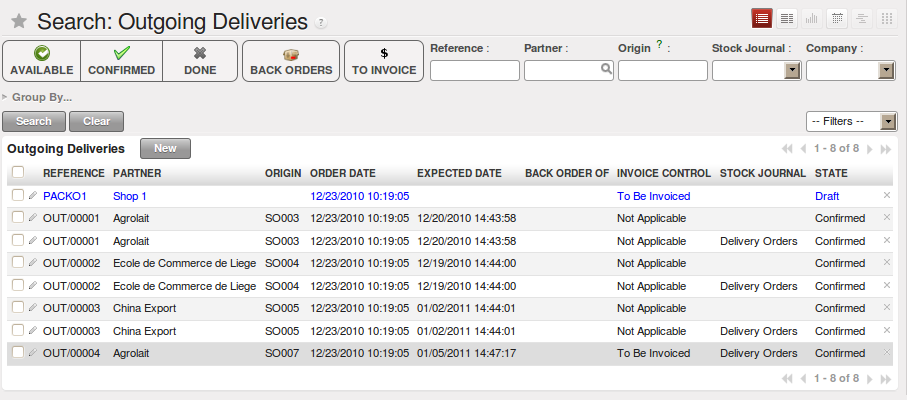 Search: Outgoing Deliveries ?
AVAILABLE CONFIRMED DONE BACK ORDERS $ TO INVOICE Reference : Partner : Origin ? : Stock Journal : Company :
Group By...
Search Clear -- Filters --
Outgoing Deliveries New 1 - 8 of 8
REFERENCE PARTNER ORIGIN ORDER DATE EXPECTED DATE BACK ORDER OF INVOICE CONTROL STOCK JOURNAL STATE
PACKO1 Shop 1 12/23/2010 10:19:05 To Be Invoiced Draft
OUT/00001 Agrolait SO003 12/23/2010 10:19:05 12/20/2010 14:43:58 Not Applicable Confirmed
OUT/00001 Agrolait SO003 12/23/2010 10:19:05 12/20/2010 14:43:58 Not Applicable Delivery Orders Confirmed
OUT/00002 Ecole de Commerce de Liege SO004 12/23/2010 10:19:05 12/19/2010 14:44:00 Not Applicable Confirmed
OUT/00002 Ecole de Commerce de Liege SO004 12/23/2010 10:19:05 12/19/2010 14:44:00 Not Applicable Delivery Orders Confirmed
OUT/00003 China Export SO005 12/23/2010 10:19:05 01/02/2011 14:44:01 Not Applicable Confirmed
OUT/00003 China Export SO005 12/23/2010 10:19:05 01/02/2011 14:44:01 Not Applicable Delivery Orders Confirmed
OUT/00004 Agrolait SO007 12/23/2010 10:19:05 01/05/2011 14:47:17 To Be Invoiced Delivery Orders Confirmed
1 - 8 of 8